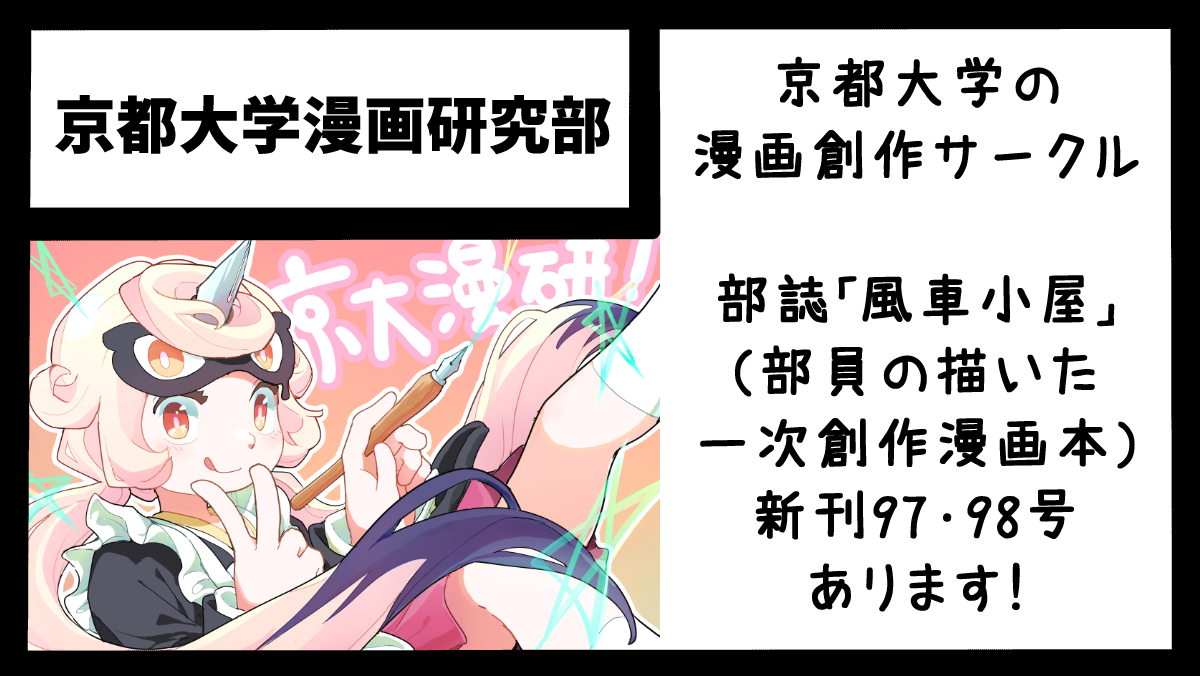 京都大学漫画研究部
京大漫研!
京都大学の
漫画創作サークル
部誌「風車小屋」
(部員の描いた
一次創作漫画本)
新刊97・98号
あります!